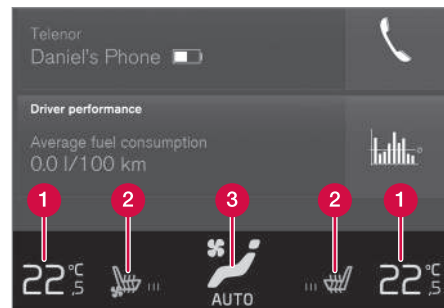 Telenor
Daniel's Phone
Driver performance
Average fuel consumption
0.0 l/100 km
1 2 3 2 1
22°C,5 22°C,5
AUTO